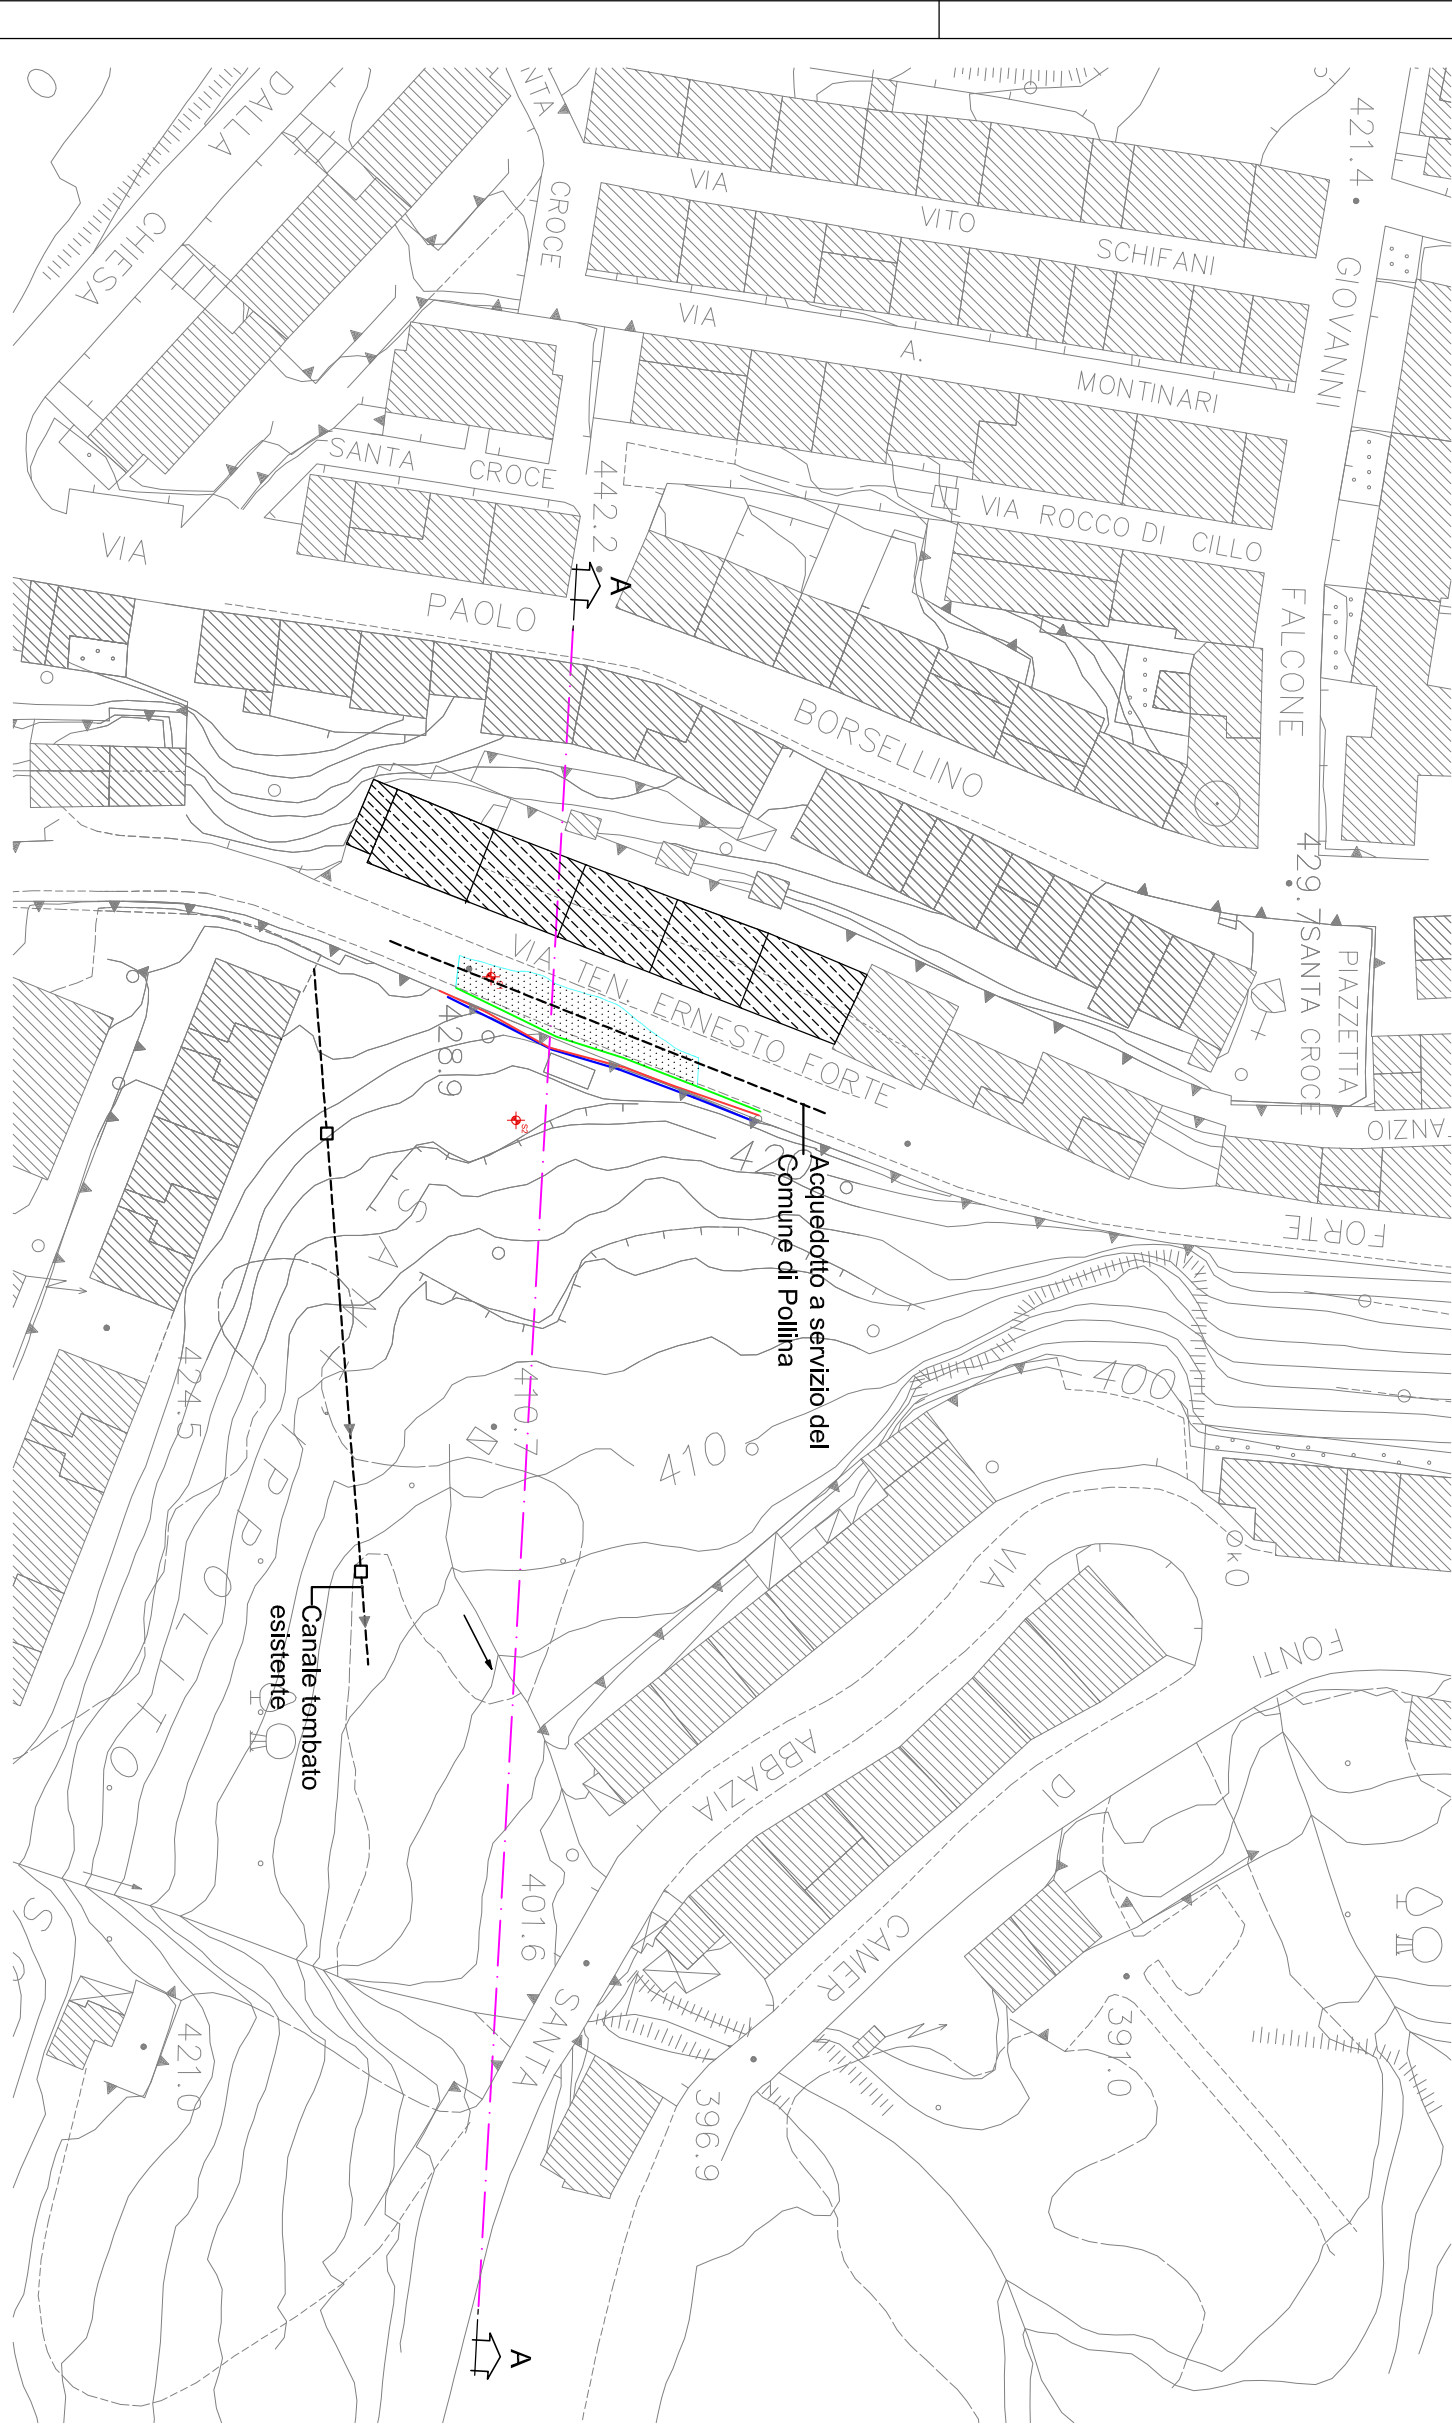 DALLA
CHIESA
CROCE
VIA
VITO
SCHIFANI
VIA
A.
MONTINARI
421.4
GIOVANNI
FALCONE
SANTA
CROCE
442.2
VIA ROCCO DI CILLO
VIA
PAOLO
BORSELLINO
A
429.7
SANTA CROCE
PIAZZETTA
VIA TEN. ERNESTO FORTE
428.9
S2
Acquedotto a servizio del
Comune di Pollina
FORTE
424.5
410.7
410
400
IPPOLITO
Canale tombato
esistente
VIA
ABBAZIA
SANTA
FONTI
DI
CAMER
401.6
396.9
391.0
421.0
A